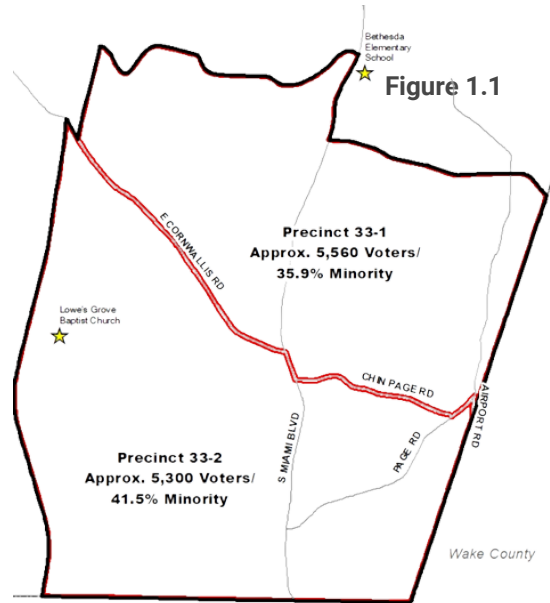 Bethesda
Elementary
School
Figure 1.1
Precinct 33-1
Approx. 5,560 Voters/
35.9% Minority
E CORNWALLIS RD
Lowe's Grove
Baptist Church
CHIN PAGE RD
AIRPORT RD
PAGE RD
S MIAMI BLVD
Precinct 33-2
Approx. 5,300 Voters/
41.5% Minority
Wake County